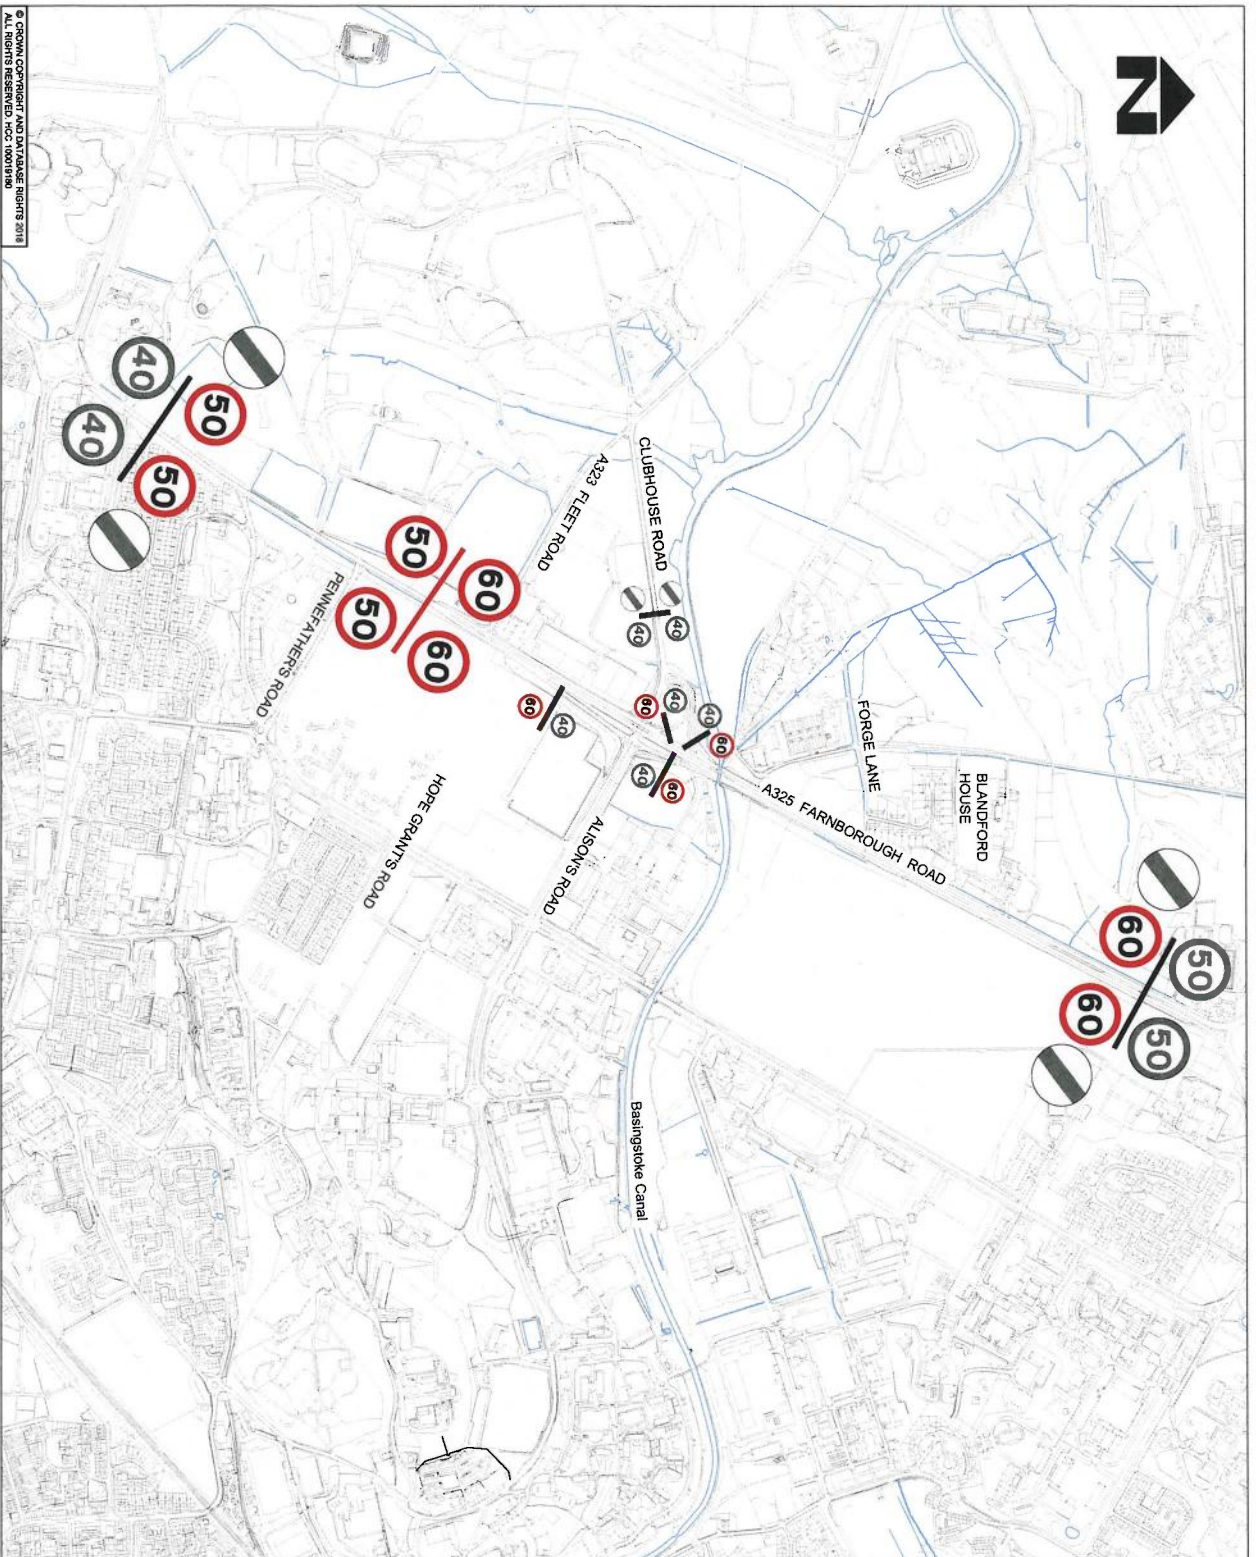 N
50
50
60
60
BLANDFORD
HOUSE
FORGE LANE
A325 FARNBOROUGH ROAD
60
40
40
40
60
CLUBHOUSE ROAD
60
40
40
Basingstoke Canal
A323 FLEET ROAD
ALISON'S ROAD
40
60
60
60
50
50
HOPE GRANT'S ROAD
PENNEFATHER'S ROAD
50
50
40
40
© CROWN COPYRIGHT AND DATABASE RIGHTS 2018
ALL RIGHTS RESERVED. HCC 100019180